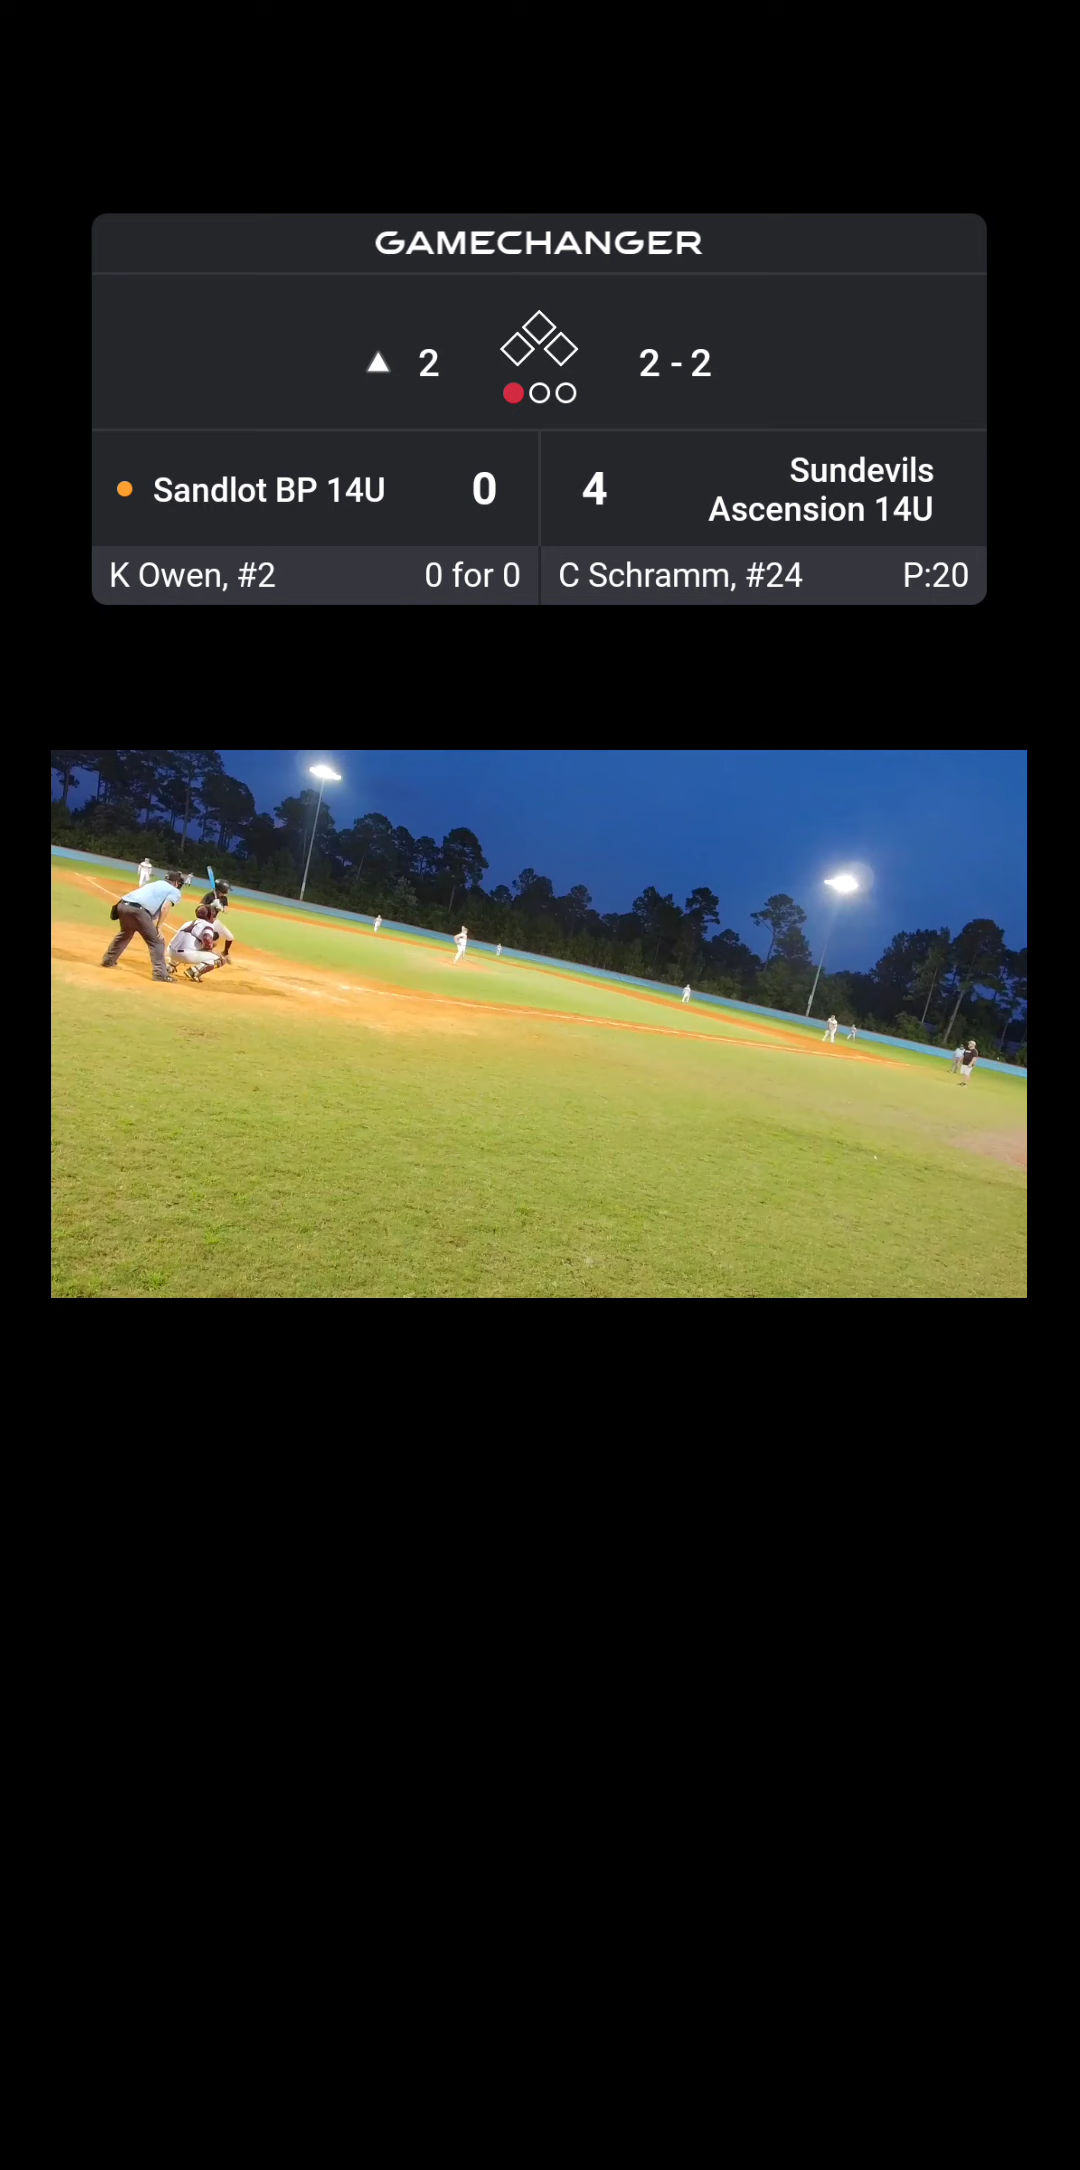 GAMECHANGER
2
2 - 2
Sandlot BP 14U
0
4
Sundevils
Ascension 14U
K Owen, #2
0 for 0
C Schramm, #24
P:20